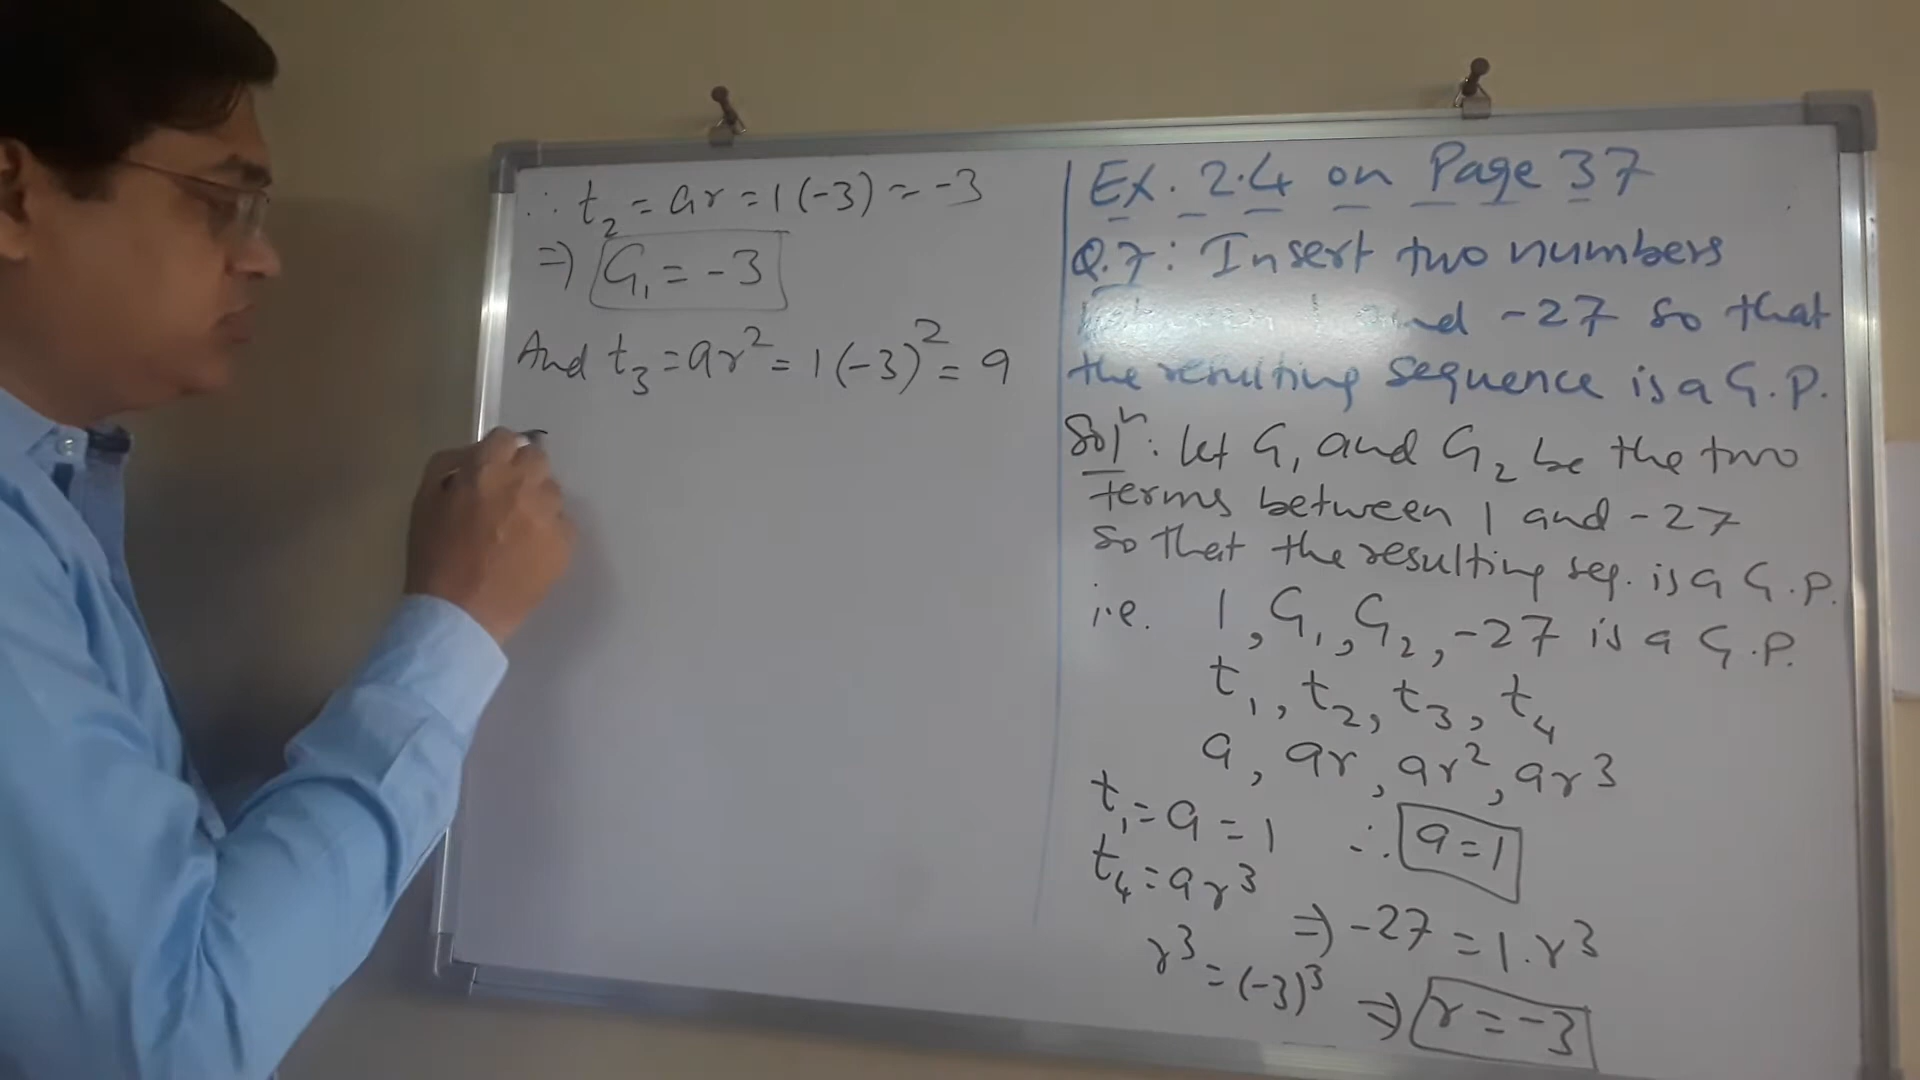 ∴ t₂ = ar = 1(-3) = -3
⇒ G₁ = -3
And t₃ = ar² = 1(-3)² = 9
Ex. 2.4 on Page 37
Q.7: Insert two numbers
between 1 and -27 so that
the resulting sequence is a G.P.
Solⁿ: let G₁ and G₂ be the two
terms between 1 and -27
so that the resulting seq. is a G.P.
i.e. 1, G₁, G₂, -27 is a G.P.
t₁, t₂, t₃, t₄
a, ar, ar², ar³
t₁ = a = 1 ∴ a = 1
t₄ = ar³
⇒ -27 = 1.r³
r³ = (-3)³ ⇒ r = -3